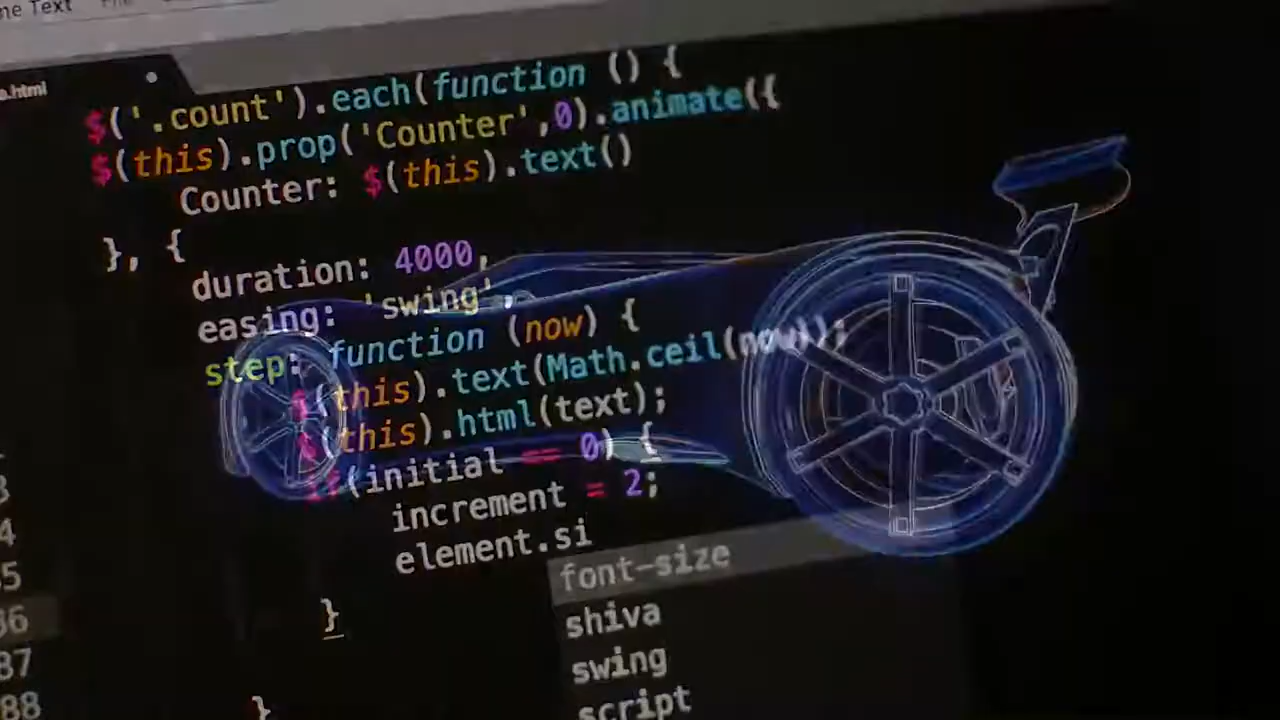 ne Text
File
e.html
$('.count').each(function () {
$(this).prop('Counter',0).animate({
Counter: $(this).text()
}, {
duration: 4000,
easing: 'swing',
step: function (now) {
$(this).text(Math.ceil(now));
$(this).html(text);
if(initial == 0) {
increment = 2;
element.si
font-size
}
shiva
swing
script
}
3
4
85
86
87
88